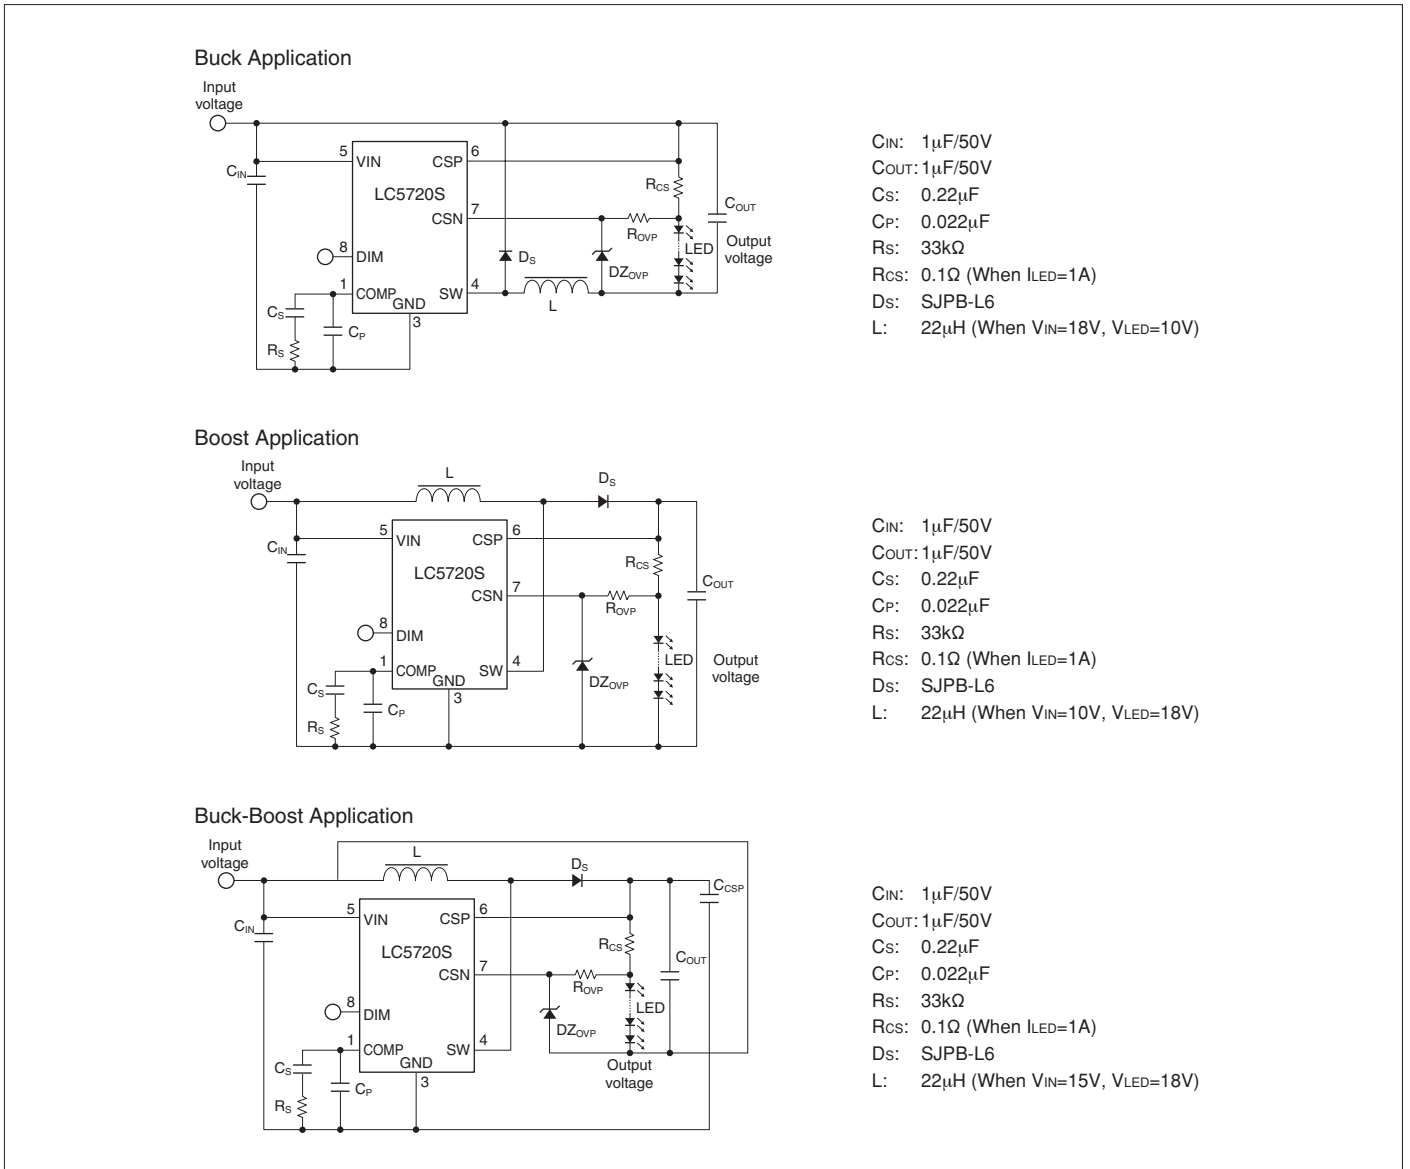 Buck Application
Input
voltage
5
VIN
CSP
6
CIN
LC5720S
RCS
COUT
7
CSN
ROVP
LED
Output
voltage
8
DIM
DS
DZOVP
1
COMP
SW
4
GND
3
L
CS
CP
RS
CIN: 1µF/50V
COUT: 1µF/50V
CS: 0.22µF
CP: 0.022µF
RS: 33kΩ
RCS: 0.1Ω (When ILED=1A)
DS: SJPB-L6
L: 22µH (When VIN=18V, VLED=10V)
Boost Application
Input
voltage
L
DS
5
VIN
CSP
6
CIN
LC5720S
RCS
COUT
7
CSN
ROVP
8
DIM
LED
Output
voltage
1
COMP
SW
4
GND
3
DZOVP
CS
CP
RS
CIN: 1µF/50V
COUT: 1µF/50V
CS: 0.22µF
CP: 0.022µF
RS: 33kΩ
RCS: 0.1Ω (When ILED=1A)
DS: SJPB-L6
L: 22µH (When VIN=10V, VLED=18V)
Buck-Boost Application
Input
voltage
L
DS
CCSP
5
VIN
CSP
6
CIN
LC5720S
RCS
COUT
7
CSN
ROVP
LED
8
DIM
DZOVP
1
COMP
SW
4
GND
3
Output
voltage
CS
CP
RS
CIN: 1µF/50V
COUT: 1µF/50V
CS: 0.22µF
CP: 0.022µF
RS: 33kΩ
RCS: 0.1Ω (When ILED=1A)
DS: SJPB-L6
L: 22µH (When VIN=15V, VLED=18V)